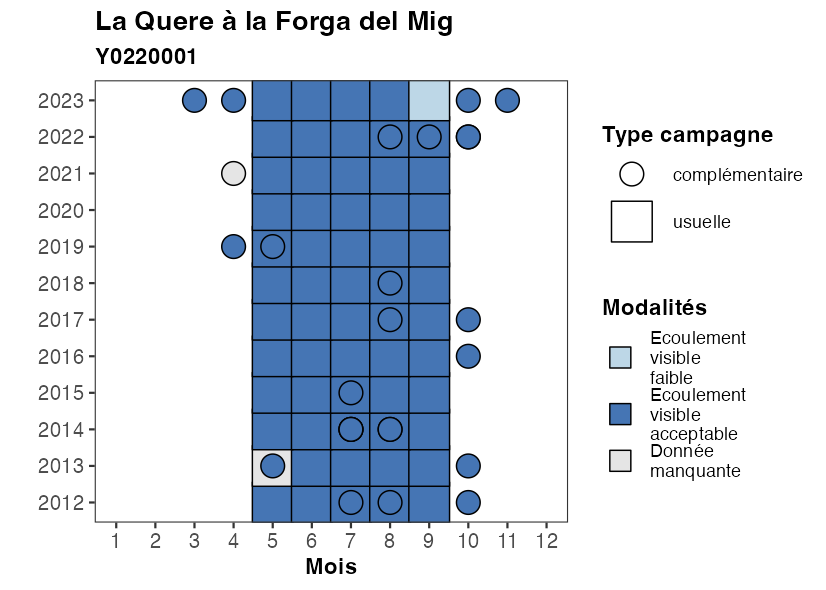 La Quere à la Forga del Mig
Y0220001
2023
2022
2021
2020
2019
2018
2017
2016
2015
2014
2013
2012
1 2 3 4 5 6 7 8 9 10 11 12
Mois
Type campagne
complémentaire
usuelle
Modalités
Ecoulement
visible
faible
Ecoulement
visible
acceptable
Donnée
manquante